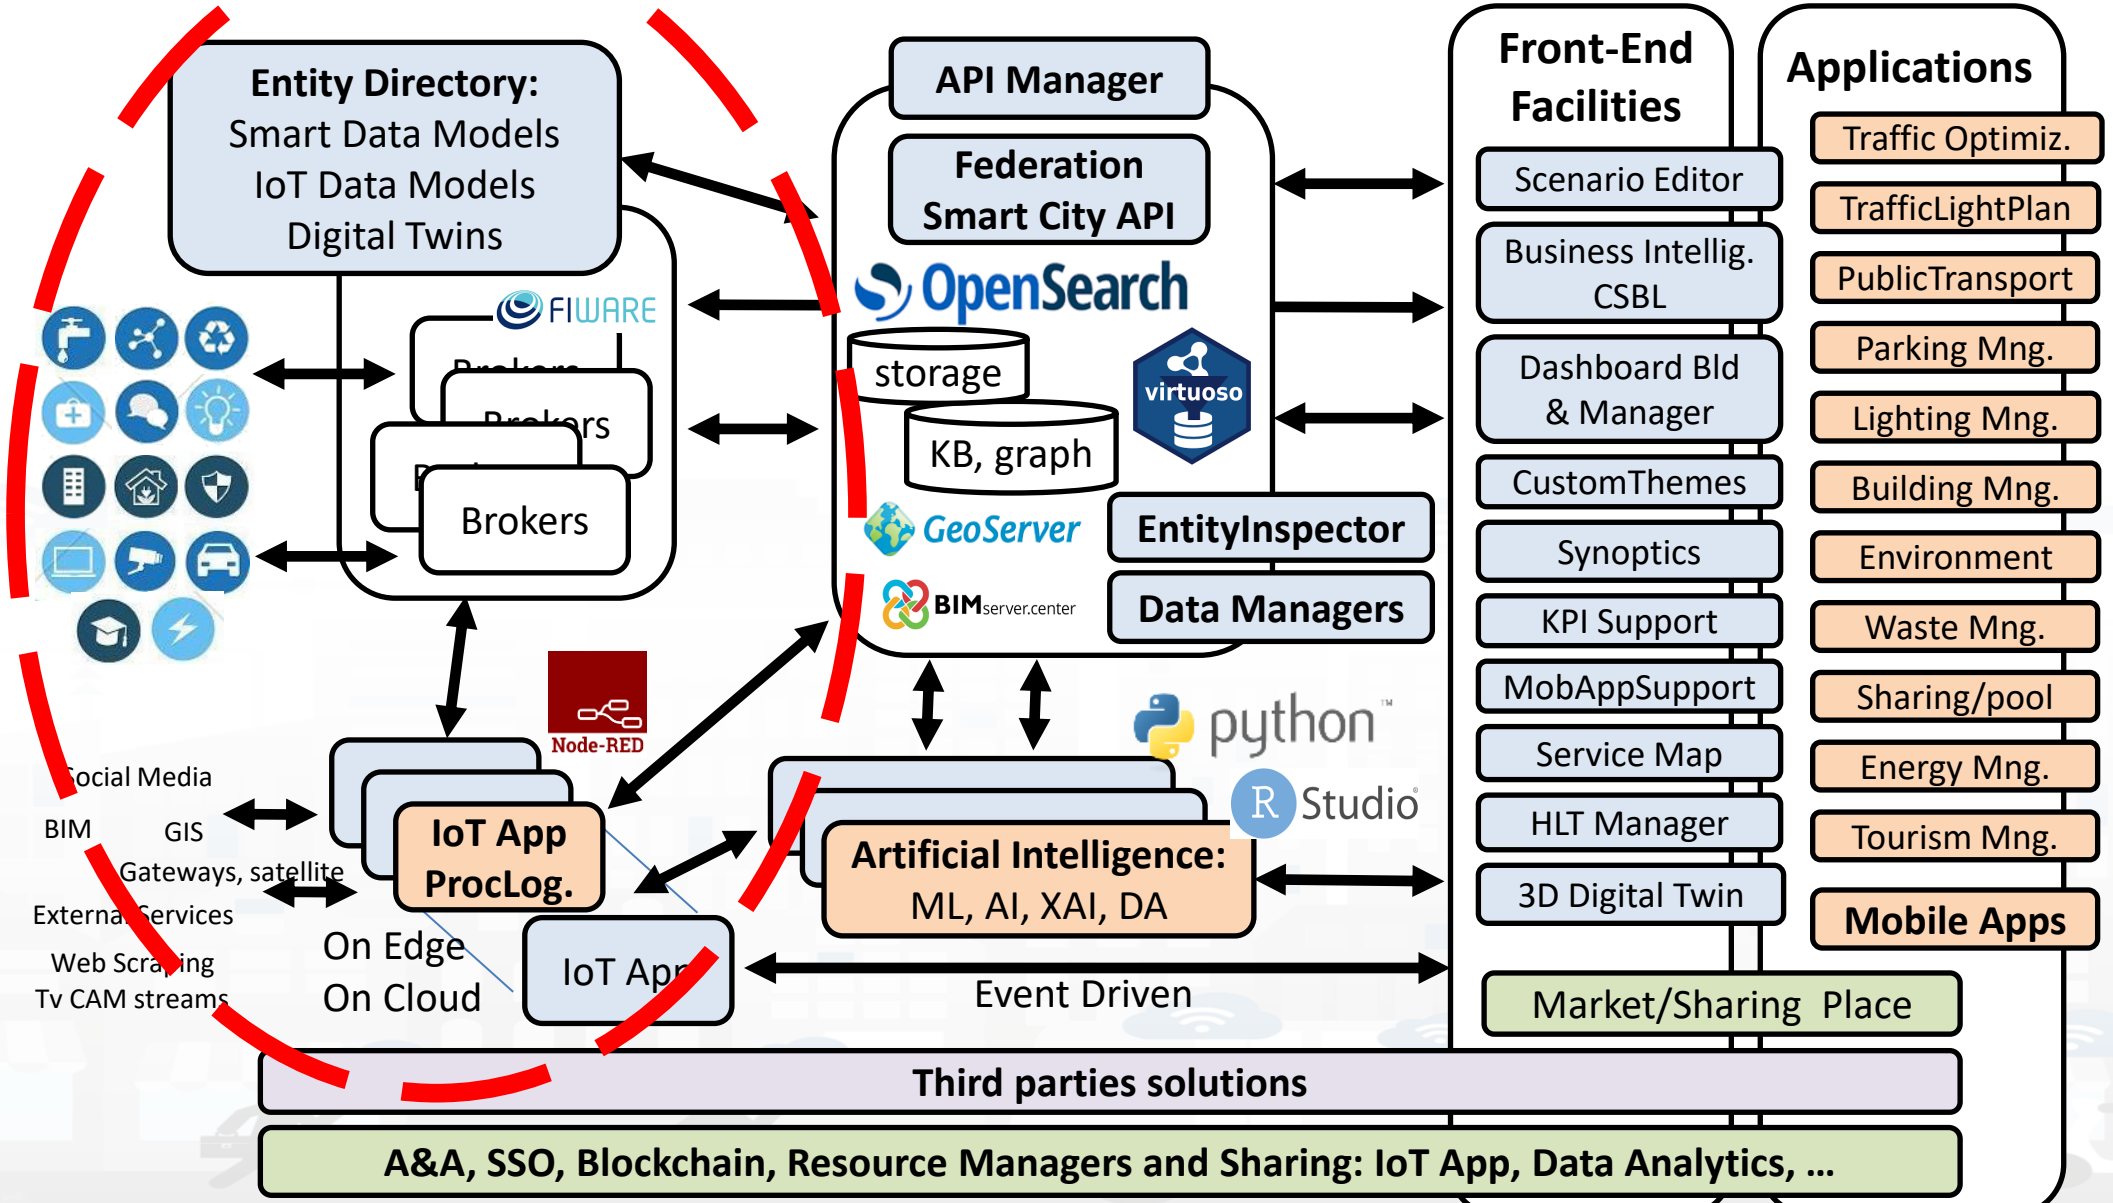 Entity Directory:
Smart Data Models
IoT Data Models
Digital Twins
FIWARE
Brokers
Brokers
Brokers
Node-RED
Social Media
BIM
GIS
Gateways, satellite
External Services
Web Scraping
Tv CAM streams
IoT App
ProcLog.
On Edge
On Cloud
IoT App
API Manager
Federation
Smart City API
OpenSearch
storage
virtuoso
KB, graph
GeoServer
EntityInspector
BIMserver.center
Data Managers
python™
R Studio®
Artificial Intelligence:
ML, AI, XAI, DA
Event Driven
Front-End
Facilities
Scenario Editor
Business Intellig.
CSBL
Dashboard Bld
& Manager
CustomThemes
Synoptics
KPI Support
MobAppSupport
Service Map
HLT Manager
3D Digital Twin
Applications
Traffic Optimiz.
TrafficLightPlan
PublicTransport
Parking Mng.
Lighting Mng.
Building Mng.
Environment
Waste Mng.
Sharing/pool
Energy Mng.
Tourism Mng.
Mobile Apps
Market/Sharing Place
Third parties solutions
A&A, SSO, Blockchain, Resource Managers and Sharing: IoT App, Data Analytics, ...